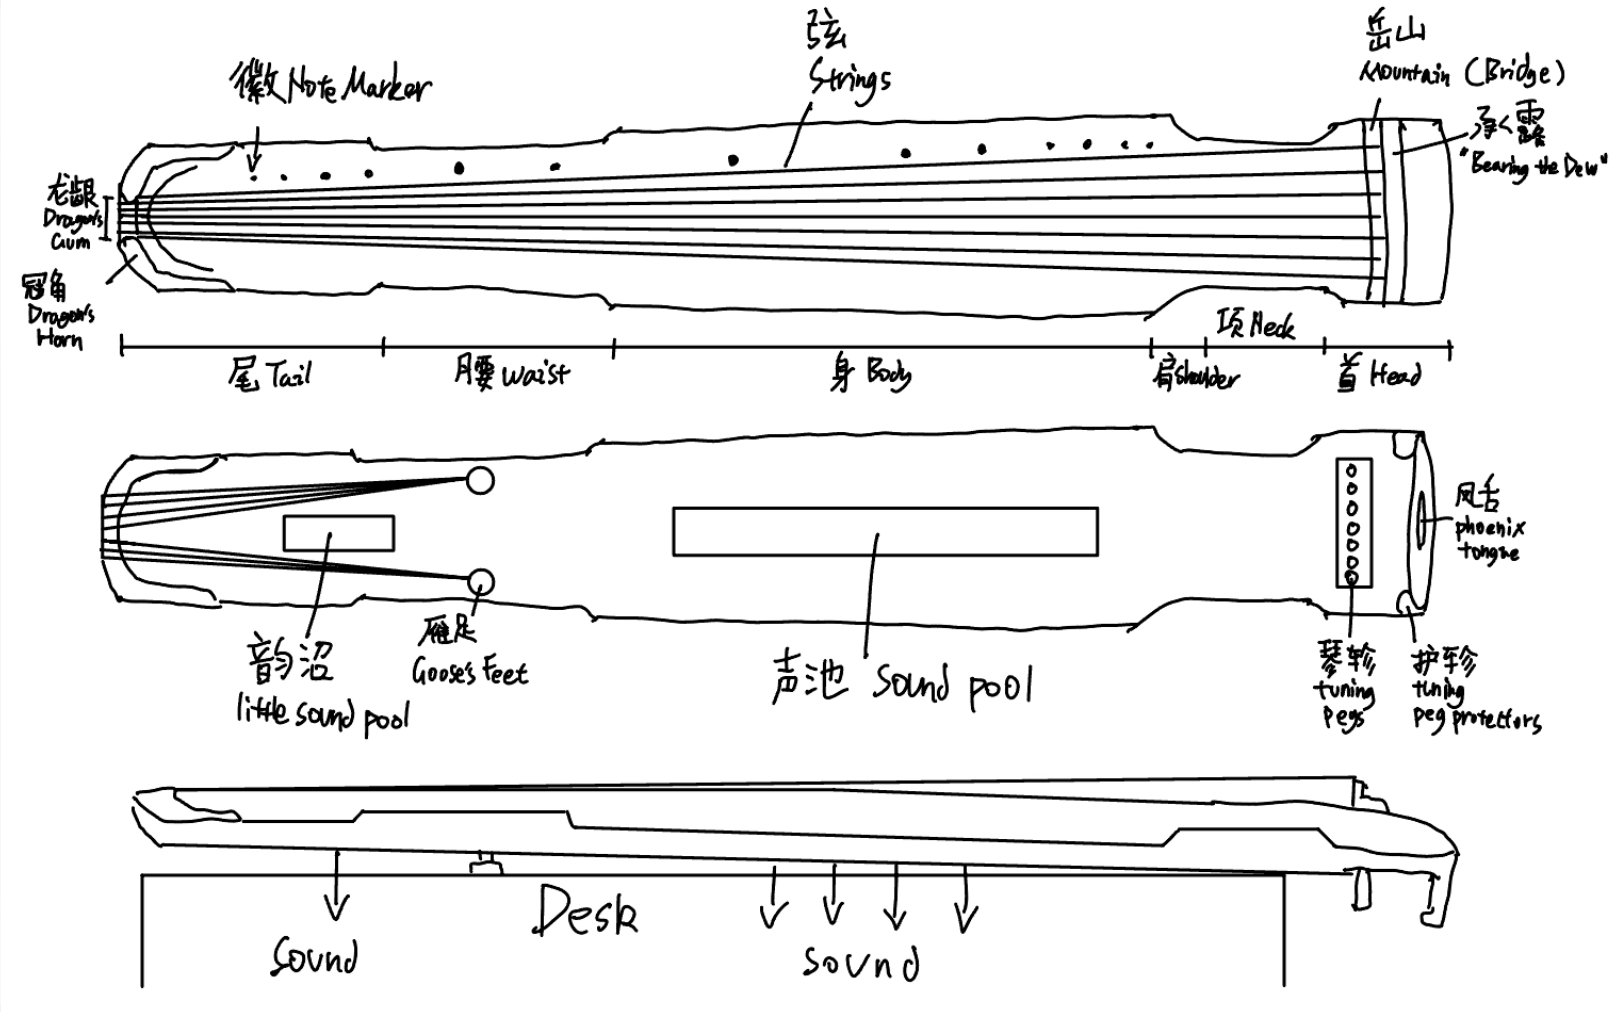 弦
Strings
岳山
Mountain (Bridge)
徽 Note Marker
承露
"Bearing the Dew"
龙龈
Dragon's
Gum
冠角
Dragon's
Horn
项 Neck
尾 Tail
腰 Waist
身 Body
肩 shoulder
首 Head
凤舌
phoenix
tongue
雁足
Goose's Feet
韵沼
little sound pool
声池 Sound pool
琴轸
tuning
pegs
护轸
tuning
peg protectors
Desk
Sound
sound